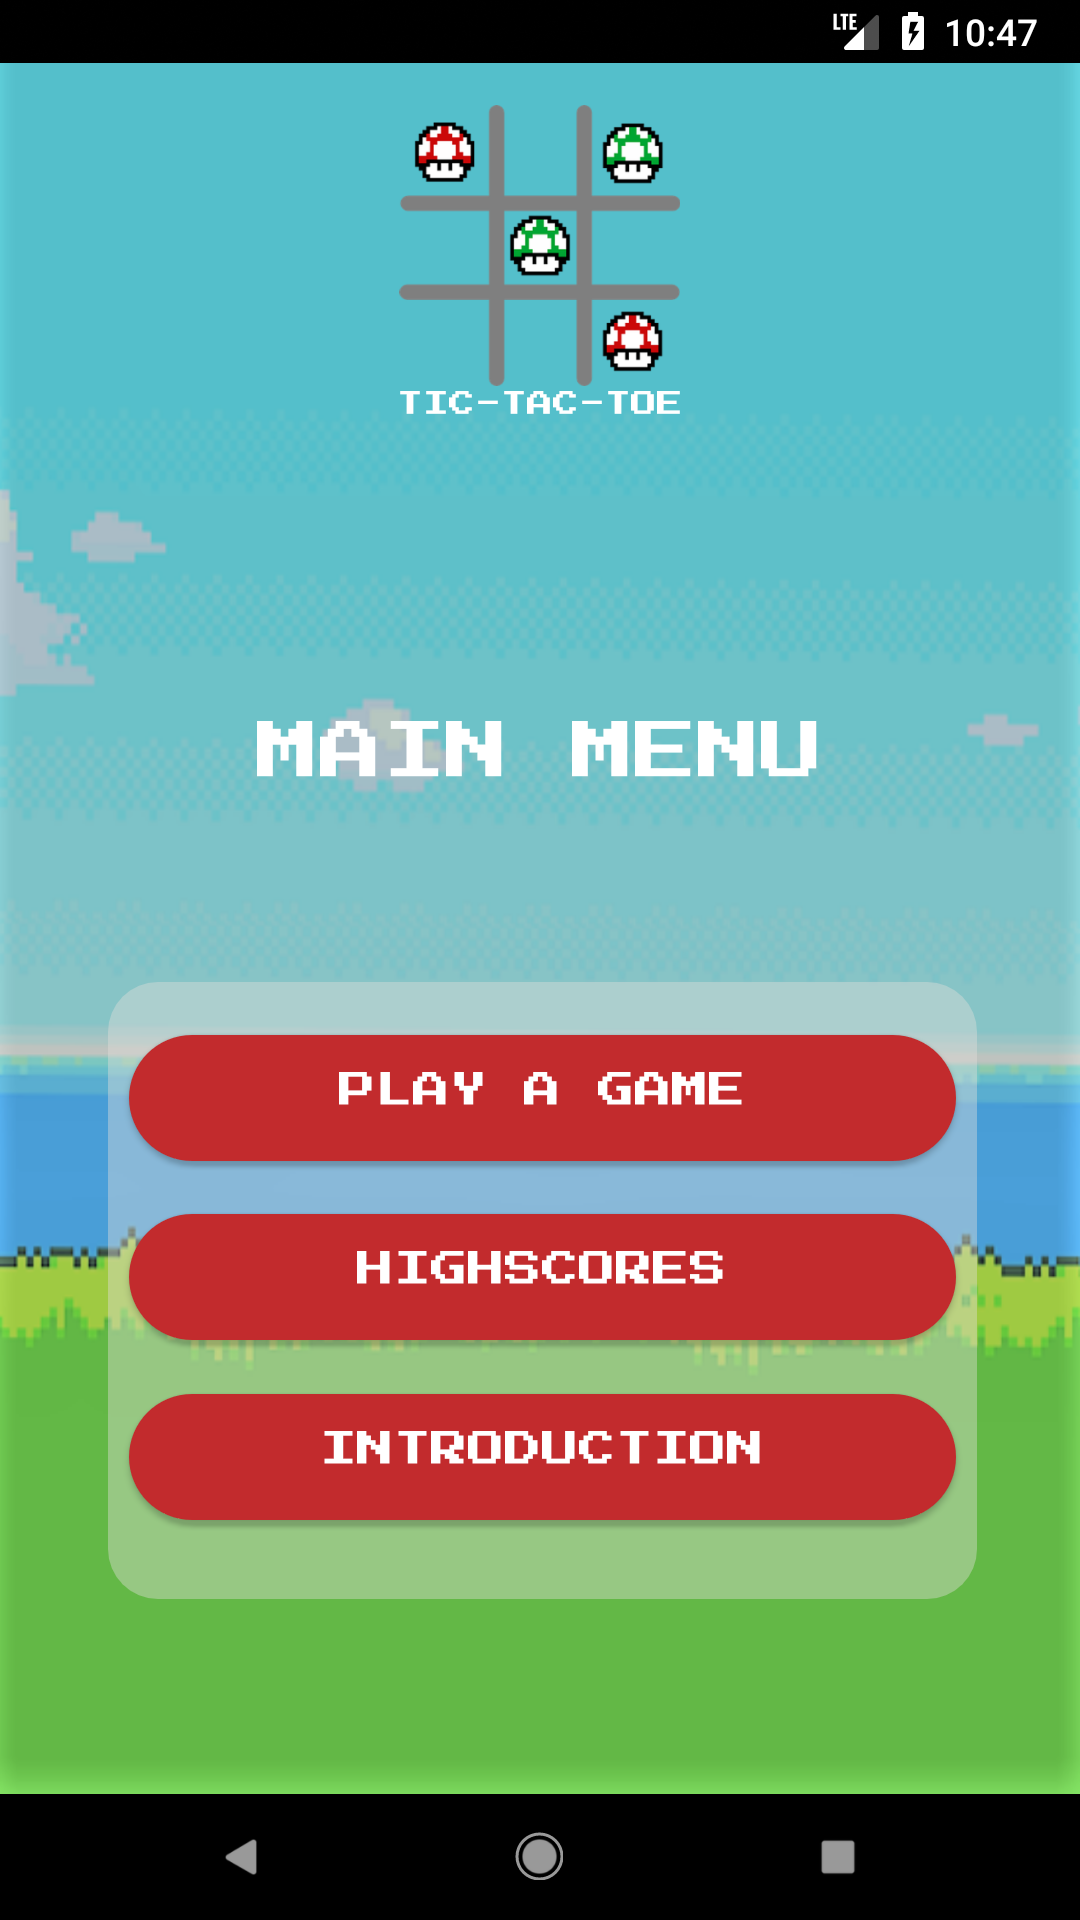 LTE 10:47
TIC-TAC-TOE
MAIN MENU
PLAY A GAME
HIGHSCORES
INTRODUCTION